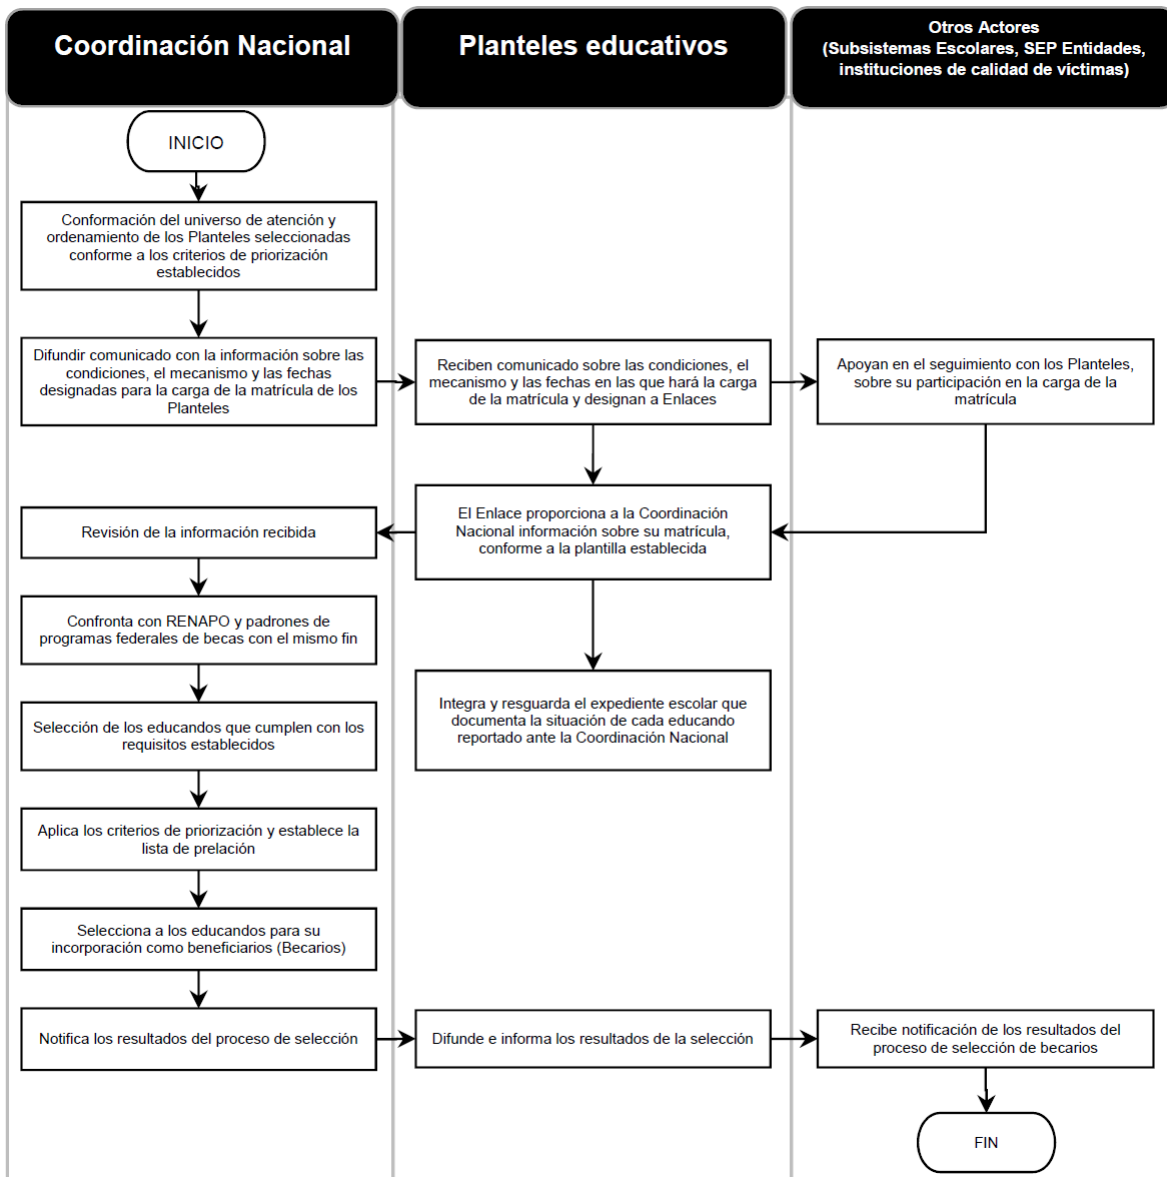 Coordinación Nacional
Planteles educativos
Otros Actores
(Subsistemas Escolares, SEP Entidades,
instituciones de calidad de víctimas)
INICIO
Conformación del universo de atención y
ordenamiento de los Planteles seleccionadas
conforme a los criterios de priorización
establecidos
Difundir comunicado con la información sobre las
condiciones, el mecanismo y las fechas
designadas para la carga de la matrícula de los
Planteles
Reciben comunicado sobre las condiciones, el
mecanismo y las fechas en las que hará la carga
de la matrícula y designan a Enlaces
Apoyan en el seguimiento con los Planteles,
sobre su participación en la carga de la
matrícula
El Enlace proporciona a la Coordinación
Nacional información sobre su matrícula,
conforme a la plantilla establecida
Revisión de la información recibida
Confronta con RENAPO y padrones de
programas federales de becas con el mismo fin
Integra y resguarda el expediente escolar que
documenta la situación de cada educando
reportado ante la Coordinación Nacional
Selección de los educandos que cumplen con los
requisitos establecidos
Aplica los criterios de priorización y establece la
lista de prelación
Selecciona a los educandos para su
incorporación como beneficiarios (Becarios)
Notifica los resultados del proceso de selección
Difunde e informa los resultados de la selección
Recibe notificación de los resultados del
proceso de selección de becarios
FIN